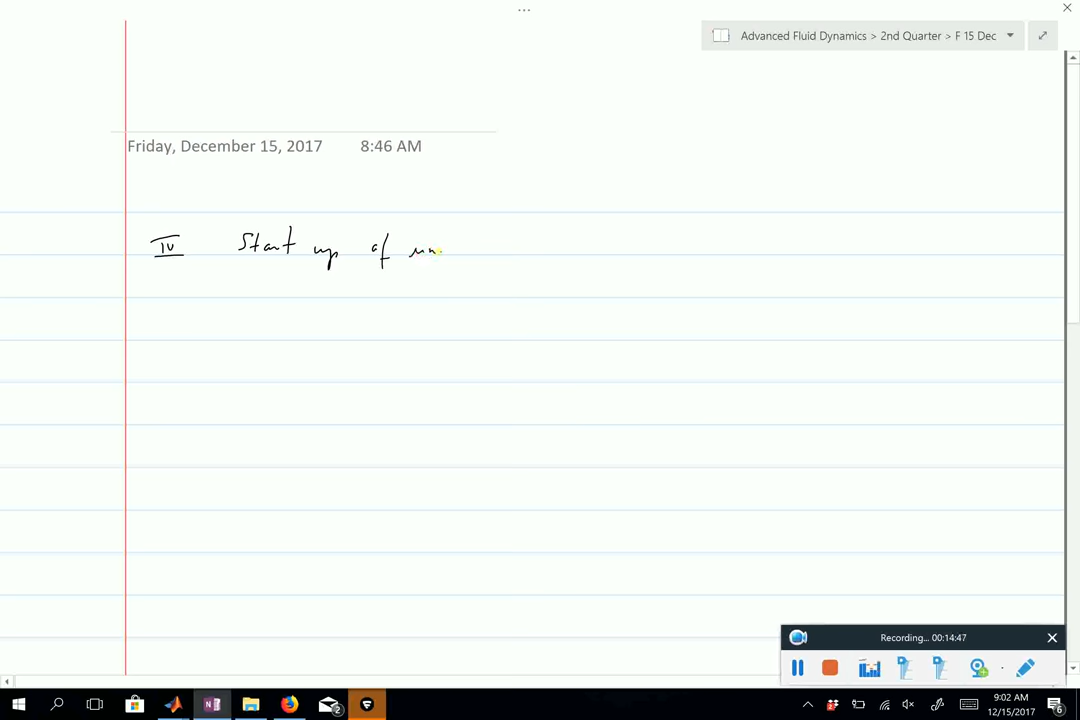 Advanced Fluid Dynamics > 2nd Quarter > F 15 Dec
Friday, December 15, 2017 8:46 AM
IV Start up of
Recording... 00:14:47
9:02 AM
12/15/2017